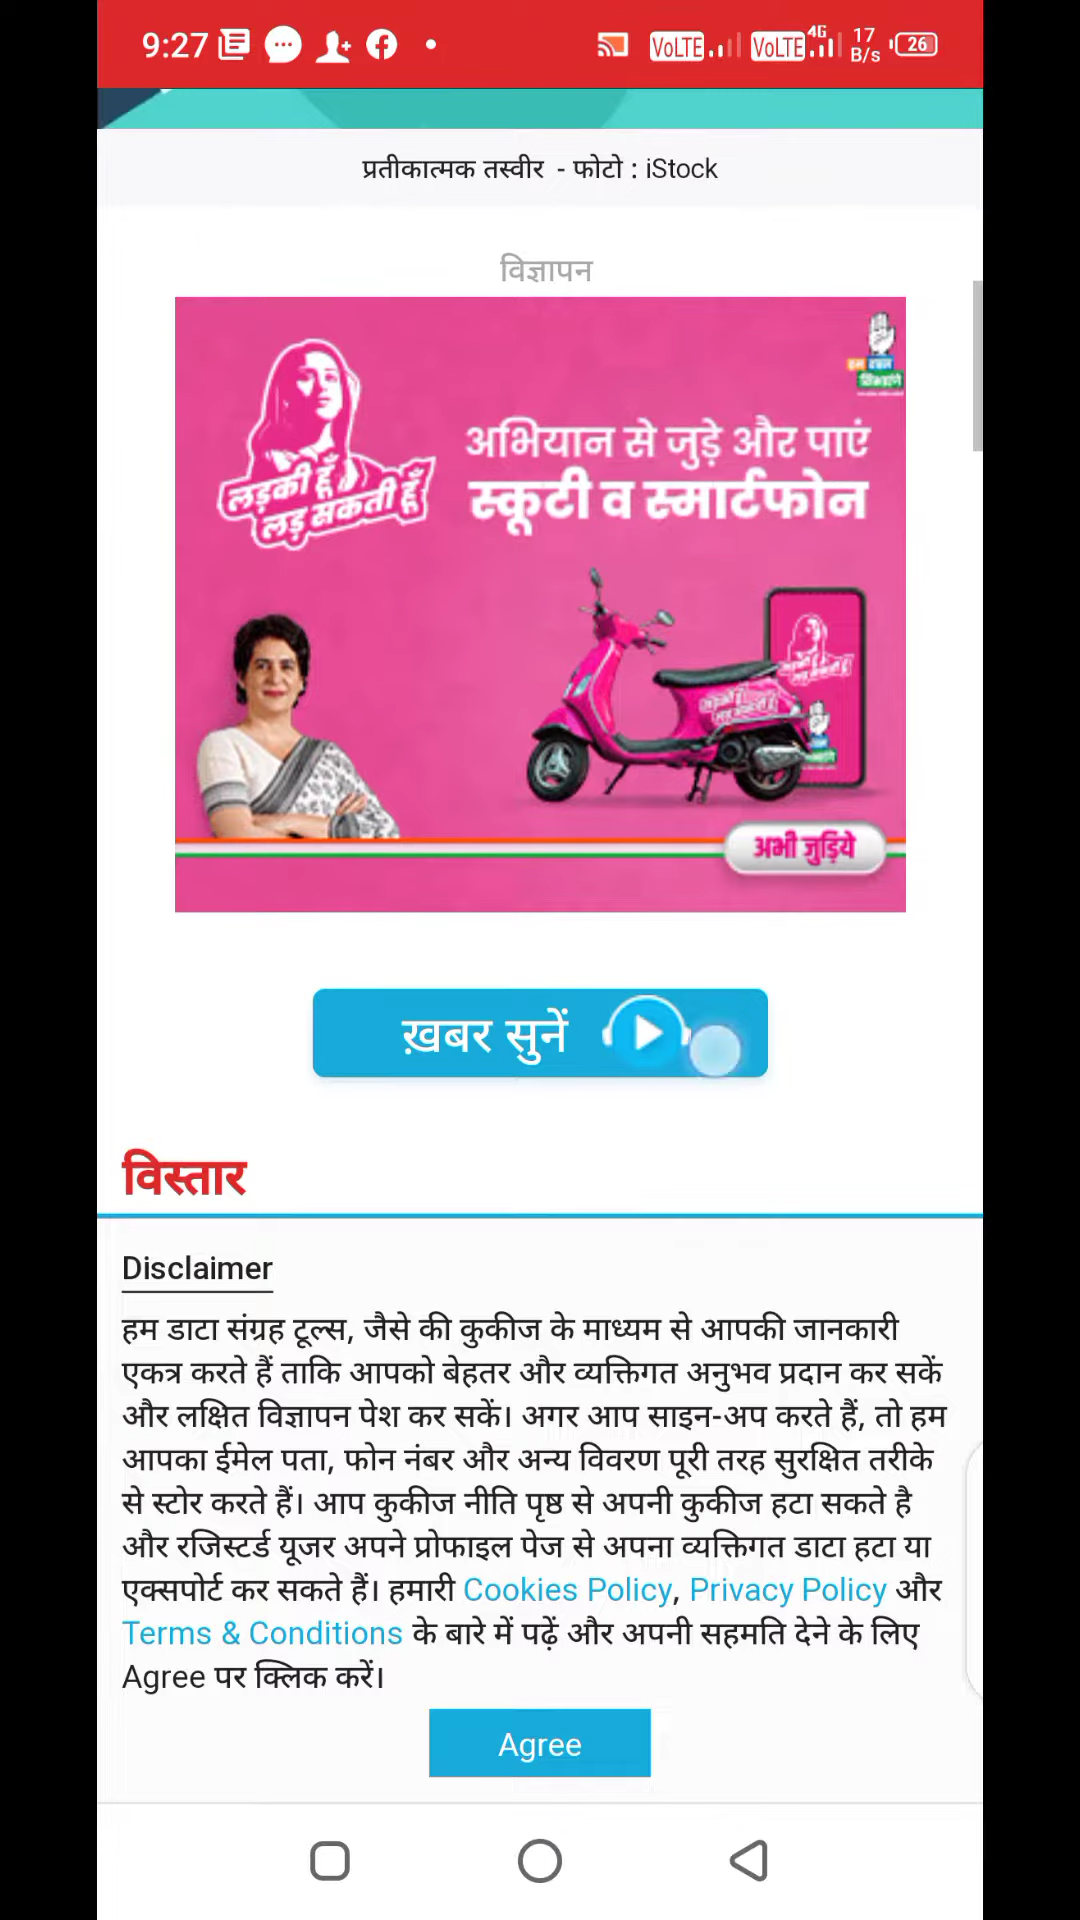 9:27
VoLTE
VoLTE
4G
17
B/s
26
प्रतीकात्मक तस्वीर - फोटो : iStock
विज्ञापन
अभियान से जुड़े और पाएं
स्कूटी व स्मार्टफोन
लड़की हूँ
लड़ सकती हूँ
अभी जुड़िये
ख़बर सुनें
विस्तार
Disclaimer
हम डाटा संग्रह टूल्स, जैसे की कुकीज के माध्यम से आपकी जानकारी
एकत्र करते हैं ताकि आपको बेहतर और व्यक्तिगत अनुभव प्रदान कर सकें
और लक्षित विज्ञापन पेश कर सकें। अगर आप साइन-अप करते हैं, तो हम
आपका ईमेल पता, फोन नंबर और अन्य विवरण पूरी तरह सुरक्षित तरीके
से स्टोर करते हैं। आप कुकीज नीति पृष्ठ से अपनी कुकीज हटा सकते है
और रजिस्टर्ड यूजर अपने प्रोफाइल पेज से अपना व्यक्तिगत डाटा हटा या
एक्सपोर्ट कर सकते हैं। हमारी Cookies Policy, Privacy Policy और
Terms & Conditions के बारे में पढ़ें और अपनी सहमति देने के लिए
Agree पर क्लिक करें।
Agree